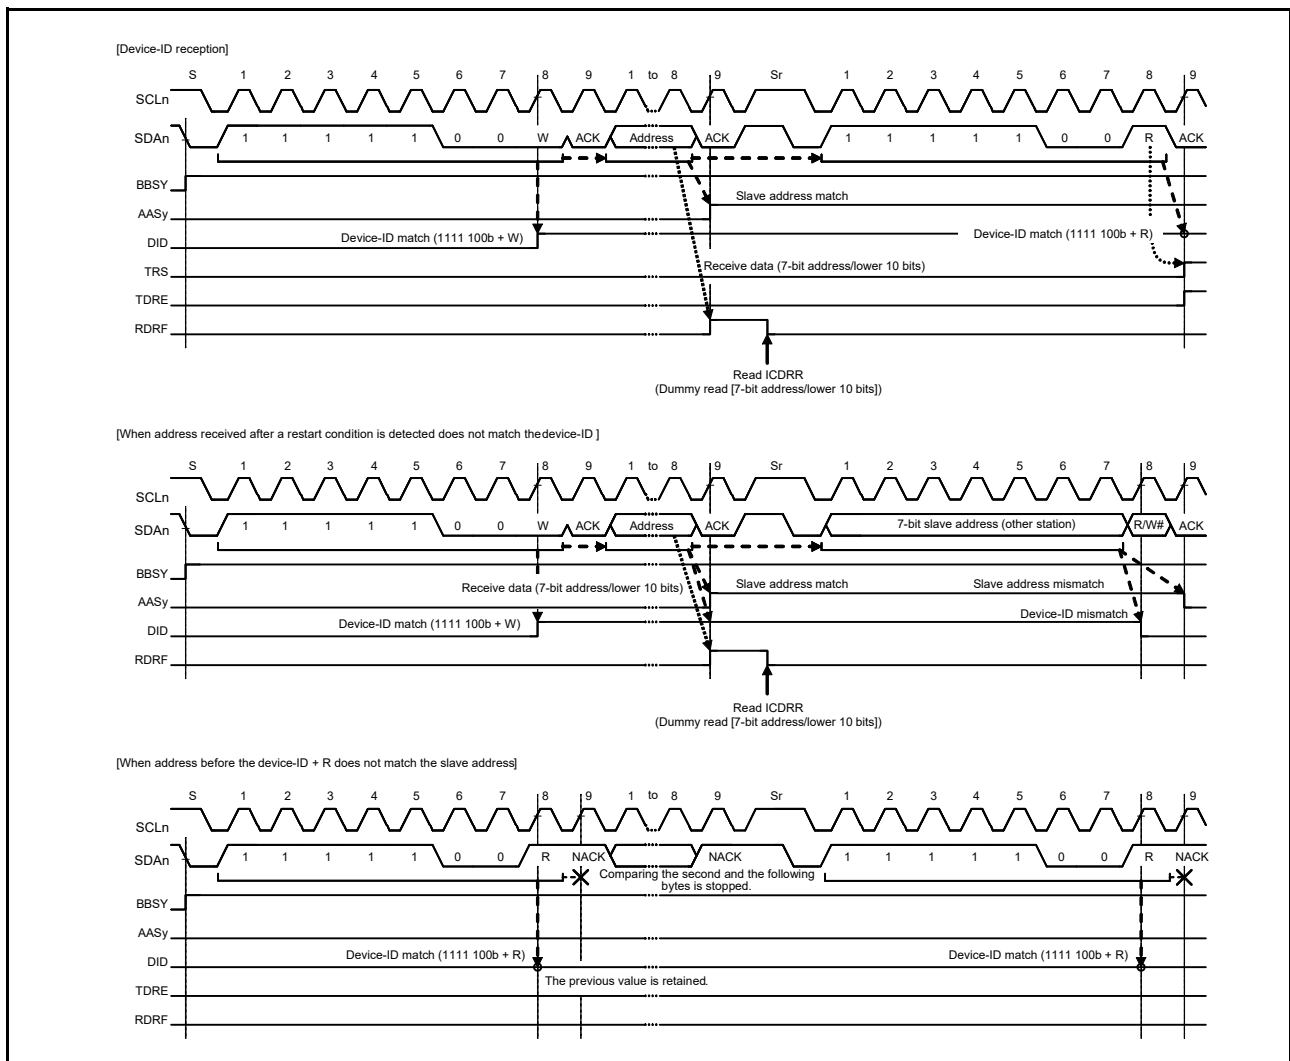 [Device-ID reception]
S 1 2 3 4 5 6 7 8 9 1 to 8 9 Sr 1 2 3 4 5 6 7 8 9
SCLn
SDAn 1 1 1 1 1 0 0 W ACK Address ACK 1 1 1 1 1 0 0 R ACK
BBSY
Slave address match
AASy
Device-ID match (1111 100b + W) Device-ID match (1111 100b + R)
DID
TRS Receive data (7-bit address/lower 10 bits)
TDRE
RDRF
Read ICDRR
(Dummy read [7-bit address/lower 10 bits])
[When address received after a restart condition is detected does not match thedevice-ID ]
S 1 2 3 4 5 6 7 8 9 1 to 8 9 Sr 1 2 3 4 5 6 7 8 9
SCLn
SDAn 1 1 1 1 1 0 0 W ACK Address ACK 7-bit slave address (other station) R/W# ACK
BBSY
Receive data (7-bit address/lower 10 bits) Slave address match Slave address mismatch
AASy
Device-ID match (1111 100b + W) Device-ID mismatch
DID
RDRF
Read ICDRR
(Dummy read [7-bit address/lower 10 bits])
[When address before the device-ID + R does not match the slave address]
S 1 2 3 4 5 6 7 8 9 1 to 8 9 Sr 1 2 3 4 5 6 7 8 9
SCLn
SDAn 1 1 1 1 1 0 0 R NACK NACK 1 1 1 1 1 0 0 R NACK
Comparing the second and the following
bytes is stopped.
BBSY
AASy
Device-ID match (1111 100b + R) Device-ID match (1111 100b + R)
DID
The previous value is retained.
TDRE
RDRF